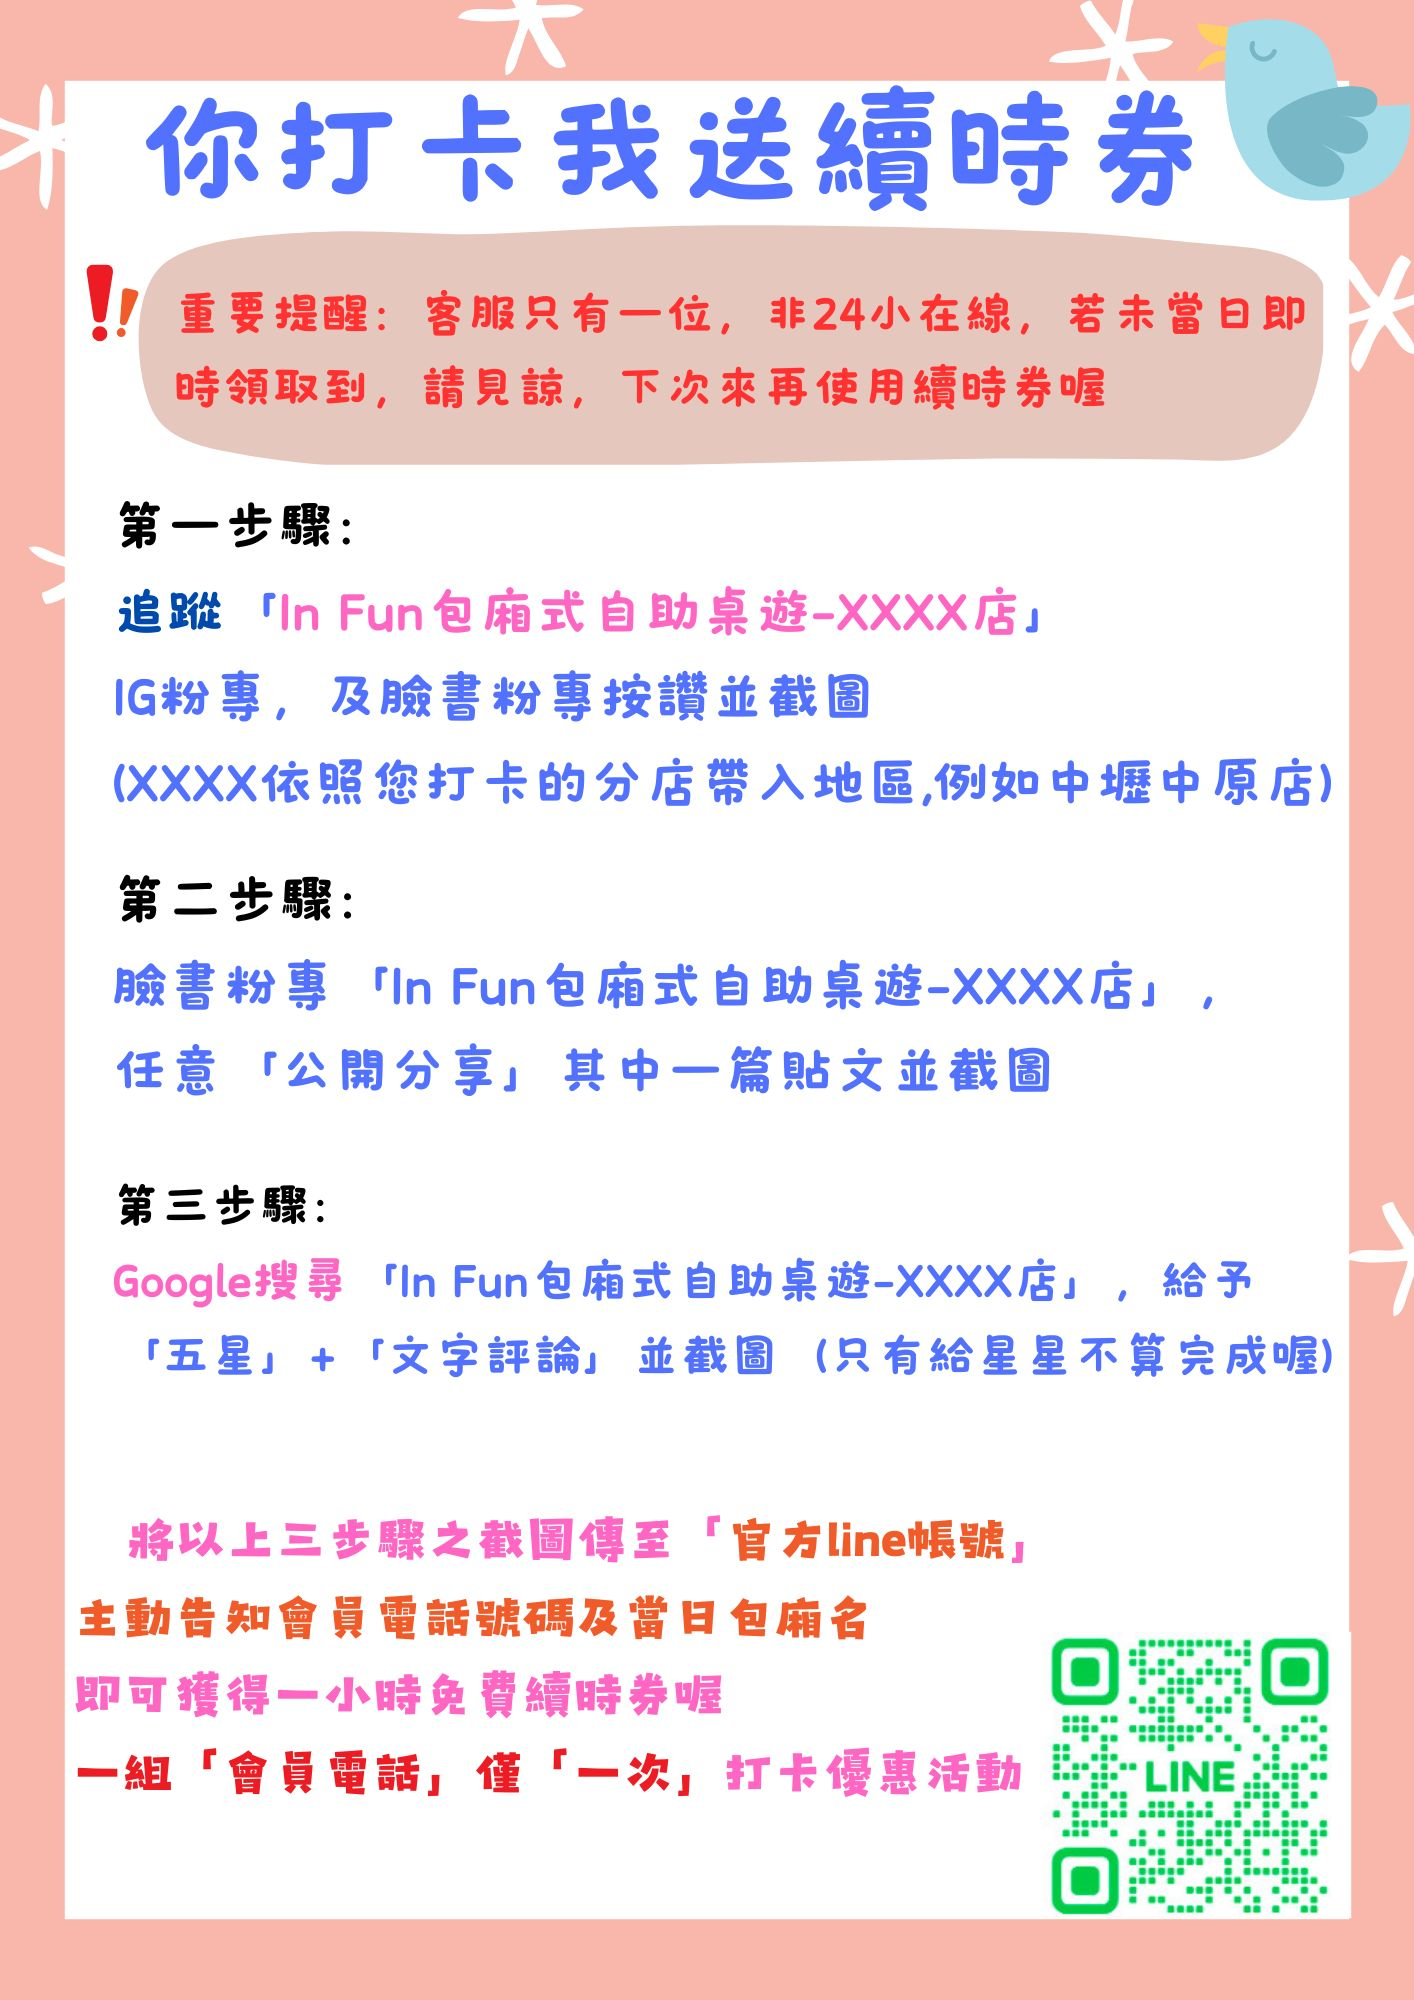 你打卡我送續時券
重要提醒：客服只有一位，非24小在線，若未當日即
時領取到，請見諒，下次來再使用續時券喔
第一步驟：
追蹤「In Fun包廂式自助桌遊-XXXX店」
IG粉專，及臉書粉專按讚並截圖
(XXXX依照您打卡的分店帶入地區,例如中壢中原店)
第二步驟：
臉書粉專「In Fun包廂式自助桌遊-XXXX店」，
任意「公開分享」其中一篇貼文並截圖
第三步驟：
Google搜尋「In Fun包廂式自助桌遊-XXXX店」，給予
「五星」+「文字評論」並截圖 (只有給星星不算完成喔)
將以上三步驟之截圖傳至「官方line帳號」
主動告知會員電話號碼及當日包廂名
即可獲得一小時免費續時券喔
一組「會員電話」僅「一次」打卡優惠活動
LINE